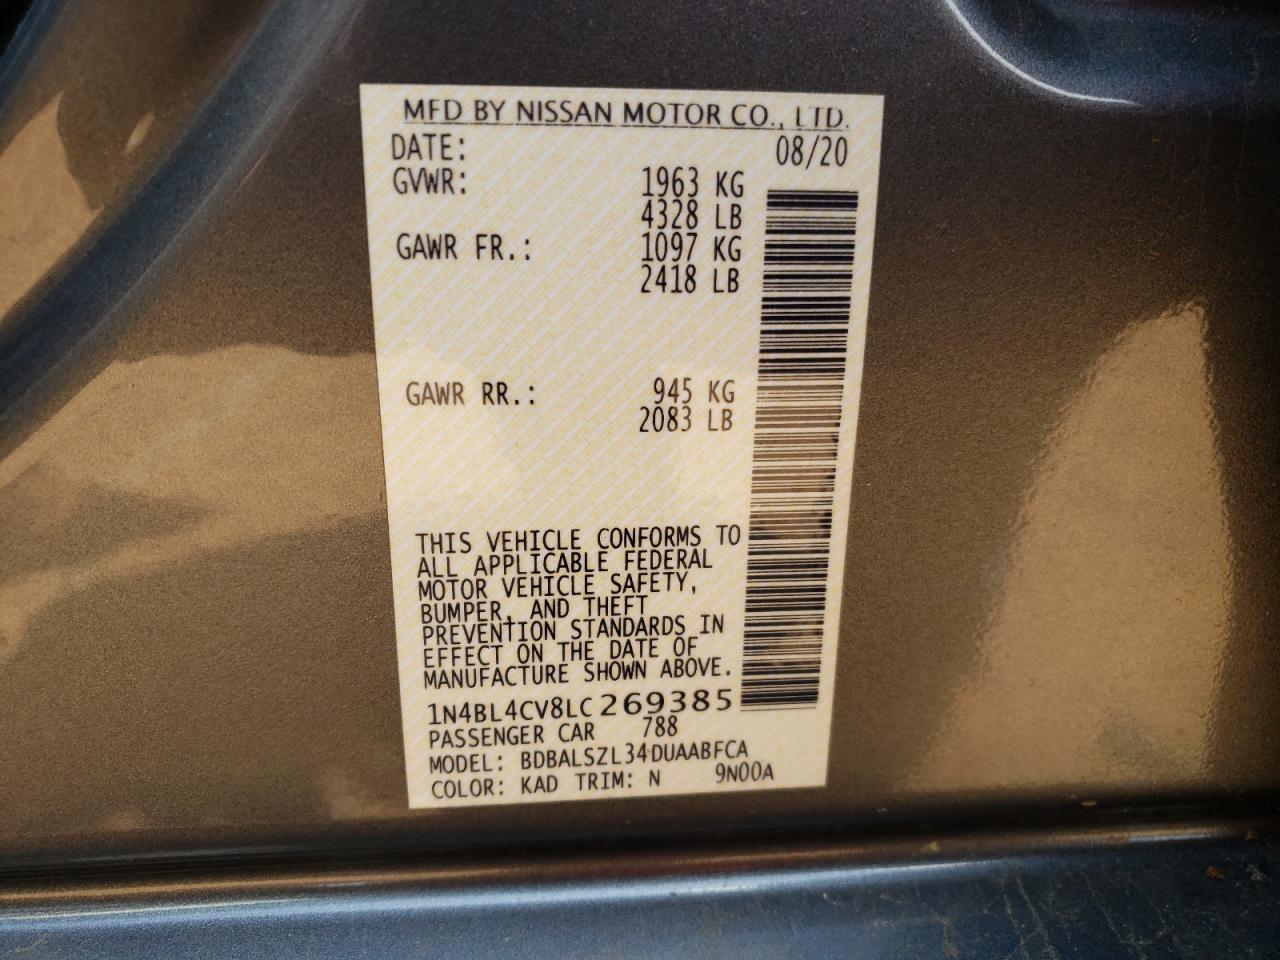 MFD BY NISSAN MOTOR CO., LTD.
DATE: 08/20
GVWR: 1963 KG
4328 LB
GAWR FR.: 1097 KG
2418 LB
GAWR RR.: 945 KG
2083 LB
THIS VEHICLE CONFORMS TO
ALL APPLICABLE FEDERAL
MOTOR VEHICLE SAFETY,
BUMPER, AND THEFT
PREVENTION STANDARDS IN
EFFECT ON THE DATE OF
MANUFACTURE SHOWN ABOVE.
1N4BL4CV8LC269385
PASSENGER CAR 788
MODEL: BDBALSZL34DUAABFCA
COLOR: KAD TRIM: N 9N00A